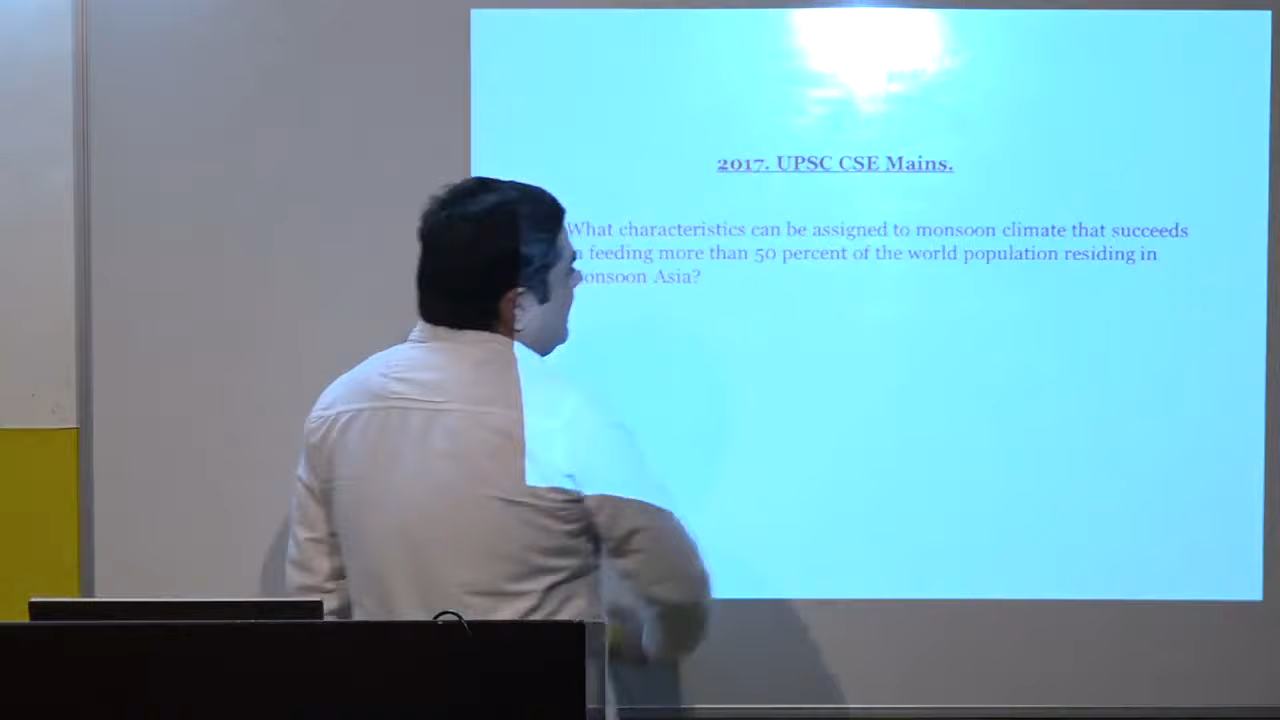 2017. UPSC CSE Mains.
What characteristics can be assigned to monsoon climate that succeeds
feeding more than 50 percent of the world population residing in
Asia?